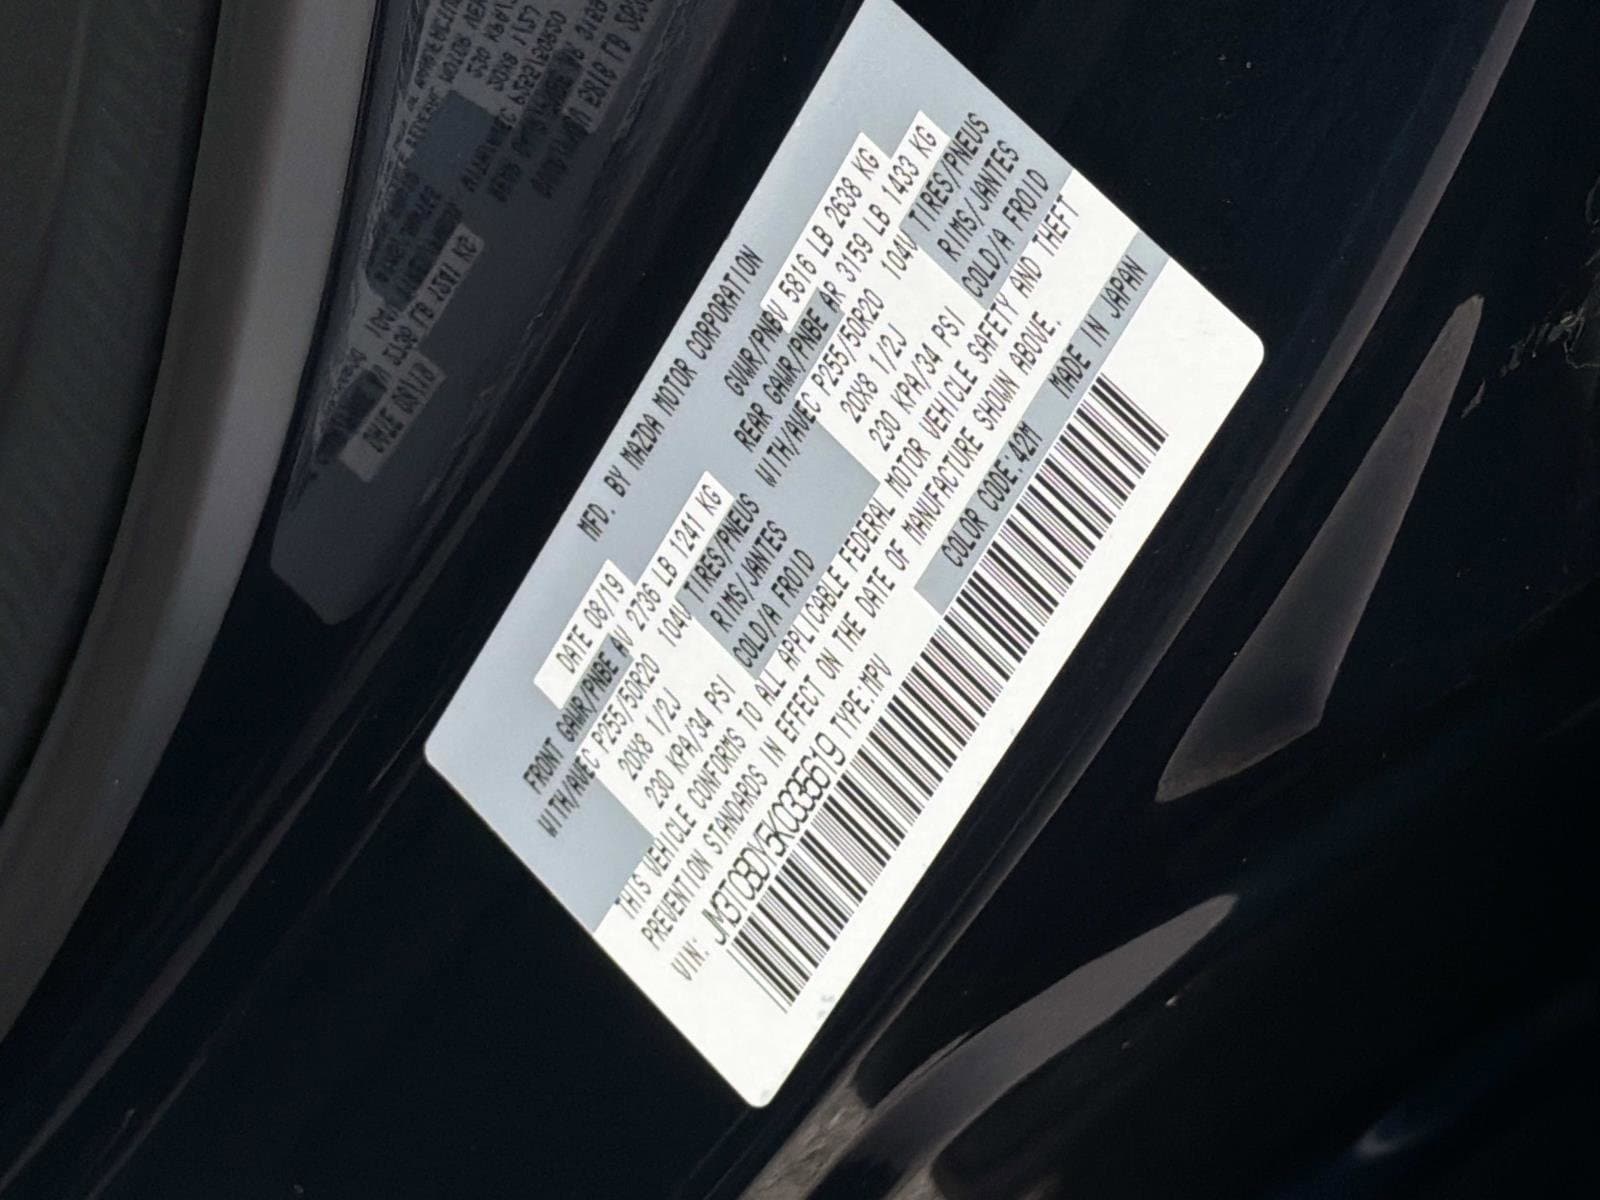 MFD. BY MAZDA MOTOR CORPORATION
DATE 08/19
GVWR/PNBV 5816 LB 2638 KG
FRONT GAWR/PNBE AV 2736 LB 1241 KG
REAR GAWR/PNBE AR 3159 LB 1433 KG
WITH/AVEC P255/50R20 104V TIRES/PNEUS
WITH/AVEC P255/50R20 104V TIRES/PNEUS
20X8 1/2J RIMS/JANTES
20X8 1/2J RIMS/JANTES
230 KPA/34 PSI COLD/A FROID
230 KPA/34 PSI COLD/A FROID
THIS VEHICLE CONFORMS TO ALL APPLICABLE FEDERAL MOTOR VEHICLE SAFETY AND THEFT
PREVENTION STANDARDS IN EFFECT ON THE DATE OF MANUFACTURE SHOWN ABOVE.
VIN: JM3TCBDY5K0335619 TYPE:MPV
COLOR CODE:42M MADE IN JAPAN